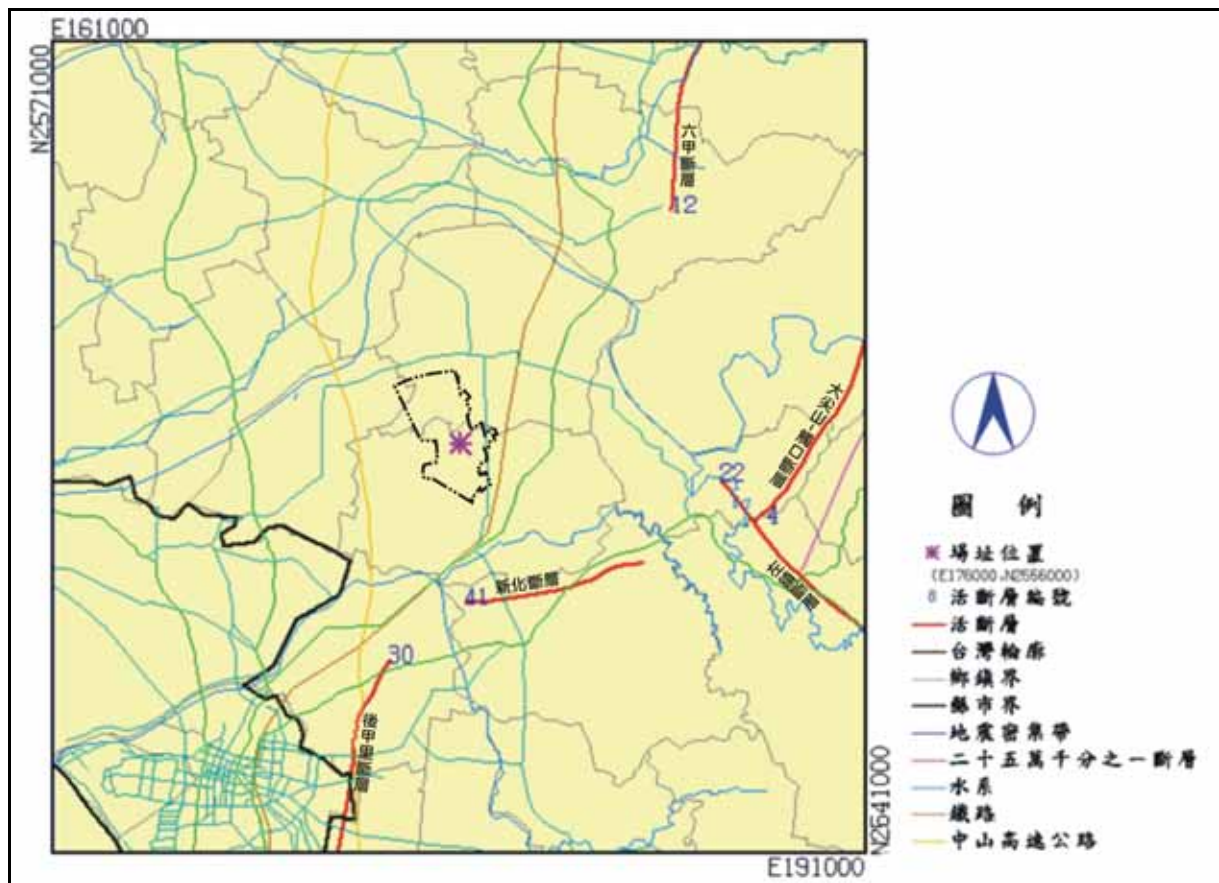 E161000
N2571000
六甲斷層
12
大尖山-觸口斷層
22
4
左鎮斷層
新化斷層
41
30
後甲里斷層
N2641000
E191000
圖 例
場址位置
(E176000,N2556000)
8 活斷層編號
活斷層
台灣輪廓
鄉鎮界
縣市界
地震密集帶
二十五萬千分之一斷層
水系
鐵路
中山高速公路